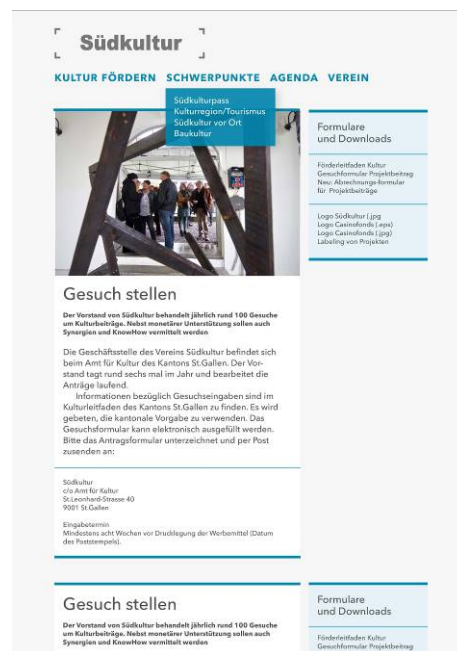 Südkultur
KULTUR FÖRDERN SCHWERPUNKTE AGENDA VEREIN
Südkulturpass
Kulturregion/Tourismus
Südkultur vor Ort
Baukultur
Formulare
und Downloads
Förderleitfaden Kultur
Gesuchformular Projektbeitrag
Neu: Abrechnungs-formular
für Projektbeiträge
Logo Südkultur (.jpg
Logo Casinofonds (.eps)
Logo Casinofonds (.jpg)
Labeling von Projekten
Gesuch stellen
Der Vorstand von Südkultur behandelt jährlich rund 100 Gesuche
um Kulturbeiträge. Nebst monetärer Unterstützung sollen auch
Synergien und KnowHow vermittelt werden
Die Geschäftsstelle des Vereins Südkultur befindet sich
beim Amt für Kultur des Kantons St.Gallen. Der Vor-
stand tagt rund sechs mal im Jahr und bearbeitet die
Anträge laufend.
Informationen bezüglich Gesuchseingaben sind im
Kulturleitfaden des Kantons St.Gallen zu finden. Es wird
gebeten, die kantonale Vorgabe zu verwenden. Das
Gesuchsformular kann elektronisch ausgefüllt werden.
Bitte das Antragsformular unterzeichnet und per Post
zusenden an:
Südkultur
c/o Amt für Kultur
St.Leonhard-Strasse 40
9001 St.Gallen
Eingabetermin
Mindestens acht Wochen vor Drucklegung der Werbemittel (Datum
des Poststempels).
Gesuch stellen
Der Vorstand von Südkultur behandelt jährlich rund 100 Gesuche
um Kulturbeiträge. Nebst monetärer Unterstützung sollen auch
Synergien und KnowHow vermittelt werden
Formulare
und Downloads
Förderleitfaden Kultur
Gesuchformular Projektbeitrag